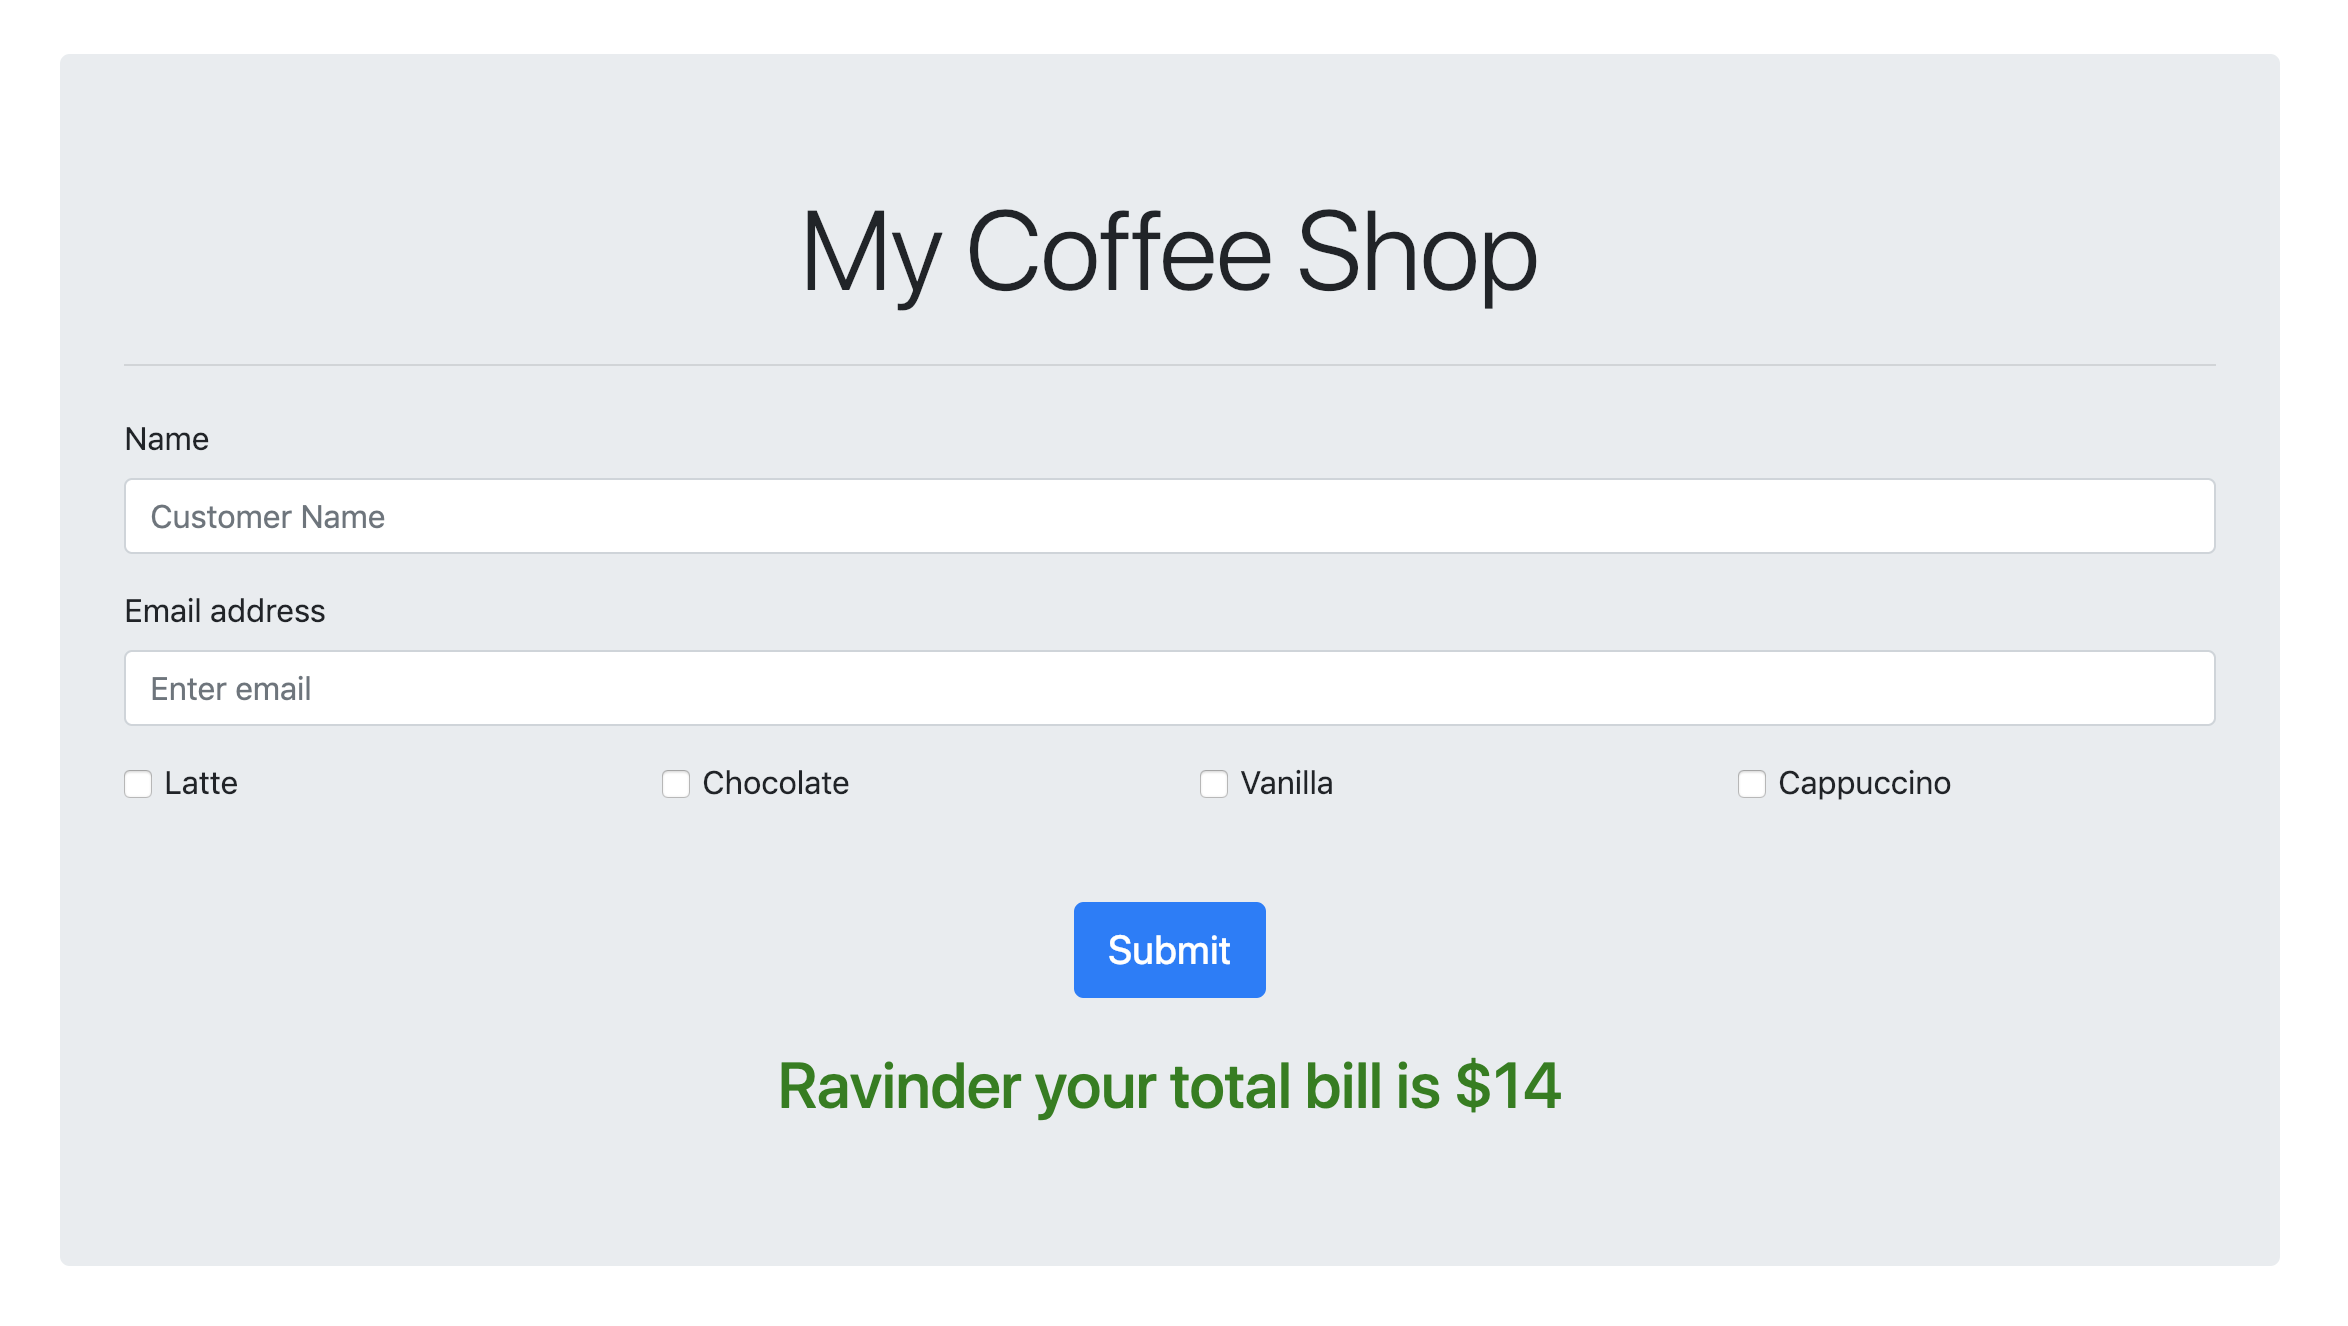 My Coffee Shop
Name
Customer Name
Email address
Enter email
Latte Chocolate Vanilla Cappuccino
Submit
Ravinder your total bill is $14